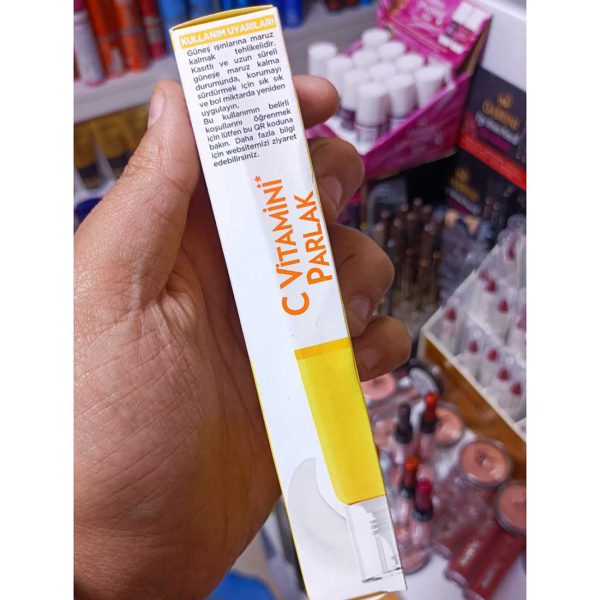 KULLANIM UYARILARI
Güneş ışınlarına maruz
kalmak tehlikelidir.
Kasıtlı ve uzun süreli
güneşe maruz kalma
durumunda, korumayı
sürdürmek için sık sık
ve bol miktarda yeniden
uygulayın.
Bu kullanımın belirli
koşullarını öğrenmek
için lütfen bu QR koduna
bakın. Daha fazla bilgi
için websitemizi ziyaret
edebilirsiniz.
C VİTAMİNİ*
PARLAK